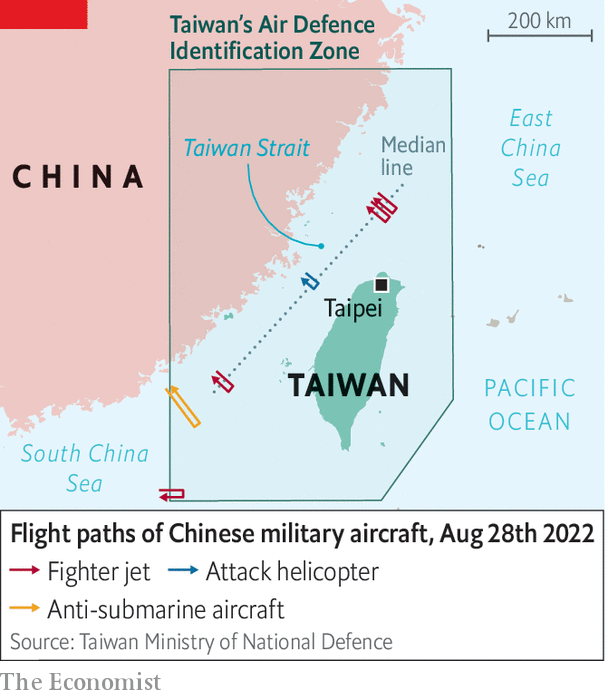 Taiwan's Air Defence
Identification Zone
200 km
East
China
Sea
Taiwan Strait
Median
line
CHINA
Taipei
TAIWAN
PACIFIC
OCEAN
South China
Sea
Flight paths of Chinese military aircraft, Aug 28th 2022
Fighter jet
Attack helicopter
Anti-submarine aircraft
Source: Taiwan Ministry of National Defence
The Economist